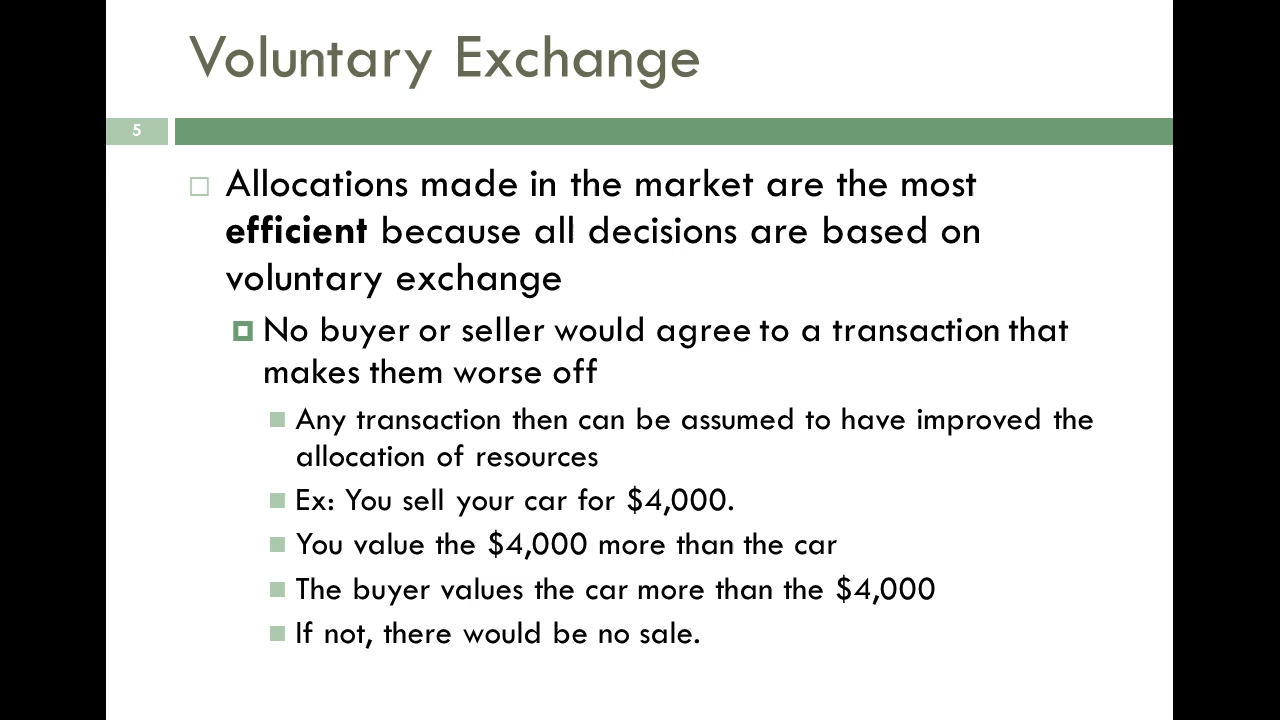 Voluntary Exchange
5
Allocations made in the market are the most
efficient because all decisions are based on
voluntary exchange
No buyer or seller would agree to a transaction that
makes them worse off
Any transaction then can be assumed to have improved the
allocation of resources
Ex: You sell your car for $4,000.
You value the $4,000 more than the car
The buyer values the car more than the $4,000
If not, there would be no sale.